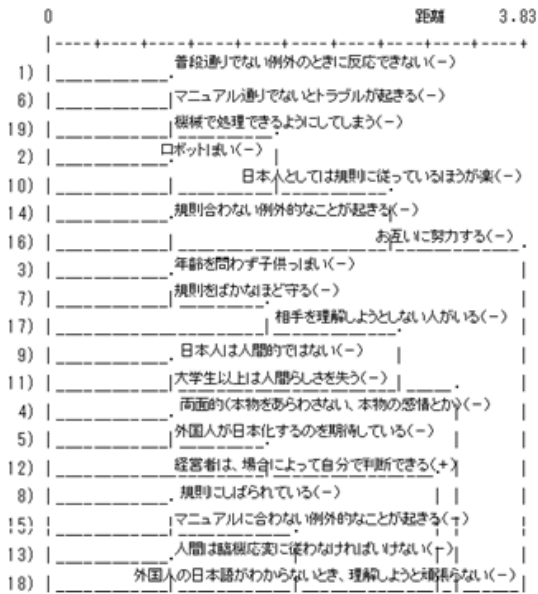 0 距離 3.83
1) 普段通りでない例外のときに反応できない(-)
6) マニュアル通りでないとトラブルが起きる(-)
19) 機械で処理できるようにしてしまう(-)
2) ロボットぽい(-)
10) 日本人としては規則に従っているほうが楽(-)
14) 規則合わない例外的なことが起きる(-)
16) お互いに努力する(-)
3) 年齢を問わず子供っぽい(-)
7) 規則をばかなほど守る(-)
17) 相手を理解しようとしない人がいる(-)
9) 日本人は人間的ではない(-)
11) 大学生以上は人間らしさを失う(-)
4) 両面的(本物をあらわさない、本物の感情とか)(-)
5) 外国人が日本化するのを期待している(-)
12) 経営者は、場合によって自分で判断できる(+)
8) 規則にしばられている(-)
15) マニュアルに合わない例外的なことが起きる(-)
13) 人間は臨機応変に従わなければいけない(-)
18) 外国人の日本語がわからないとき、理解しようと頑張らない(-)